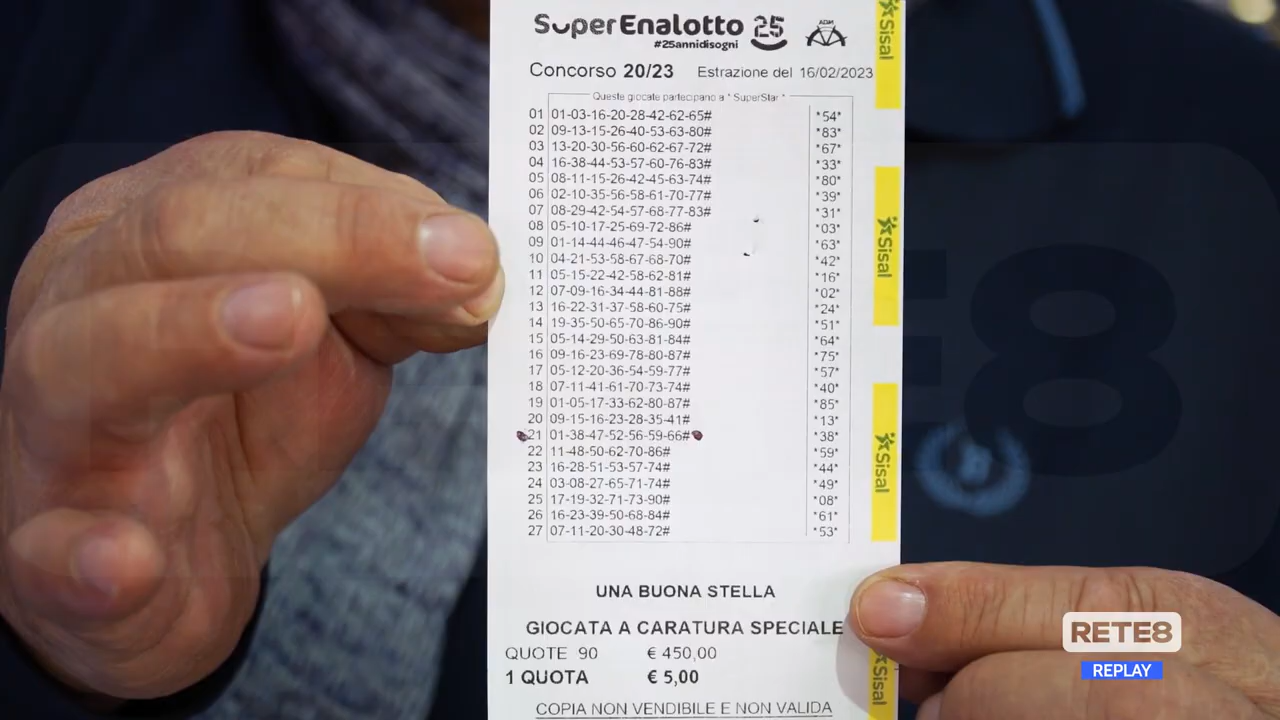 SuperEnalotto 25 ADM
#25annidisogni
Concorso 20/23 Estrazione del 16/02/2023
Queste giocate partecipano a * SuperStar *
01 01-03-16-20-28-42-62-65# *54*
02 09-13-15-26-40-53-63-80# *83*
03 13-20-30-56-60-62-67-72# *67*
04 16-38-44-53-57-60-76-83# *33*
05 08-11-15-26-42-45-63-74# *80*
06 02-10-35-56-58-61-70-77# *39*
07 08-29-42-54-57-68-77-83# *31*
08 05-10-17-25-69-72-86# *03*
09 01-14-44-46-47-54-90# *63*
10 04-21-53-58-67-68-70# *42*
11 05-15-22-42-58-62-81# *16*
12 07-09-16-34-44-81-88# *02*
13 16-22-31-37-58-60-75# *24*
14 19-35-50-65-70-86-90# *51*
15 05-14-29-50-63-81-84# *64*
16 09-16-23-69-78-80-87# *75*
17 05-12-20-36-54-59-77# *57*
18 07-11-41-61-70-73-74# *40*
19 01-05-17-33-62-80-87# *85*
20 09-15-16-23-28-35-41# *13*
21 01-38-47-52-56-59-66# *38*
22 11-48-50-62-70-86# *59*
23 16-28-51-53-57-74# *44*
24 03-08-27-65-71-74# *49*
25 17-19-32-71-73-90# *08*
26 16-23-39-50-68-84# *61*
27 07-11-20-30-48-72# *53*
UNA BUONA STELLA
GIOCATA A CARATURA SPECIALE
QUOTE 90 € 450,00
1 QUOTA € 5,00
COPIA NON VENDIBILE E NON VALIDA
Sisal
Sisal
Sisal
Sisal
RETE8
REPLAY